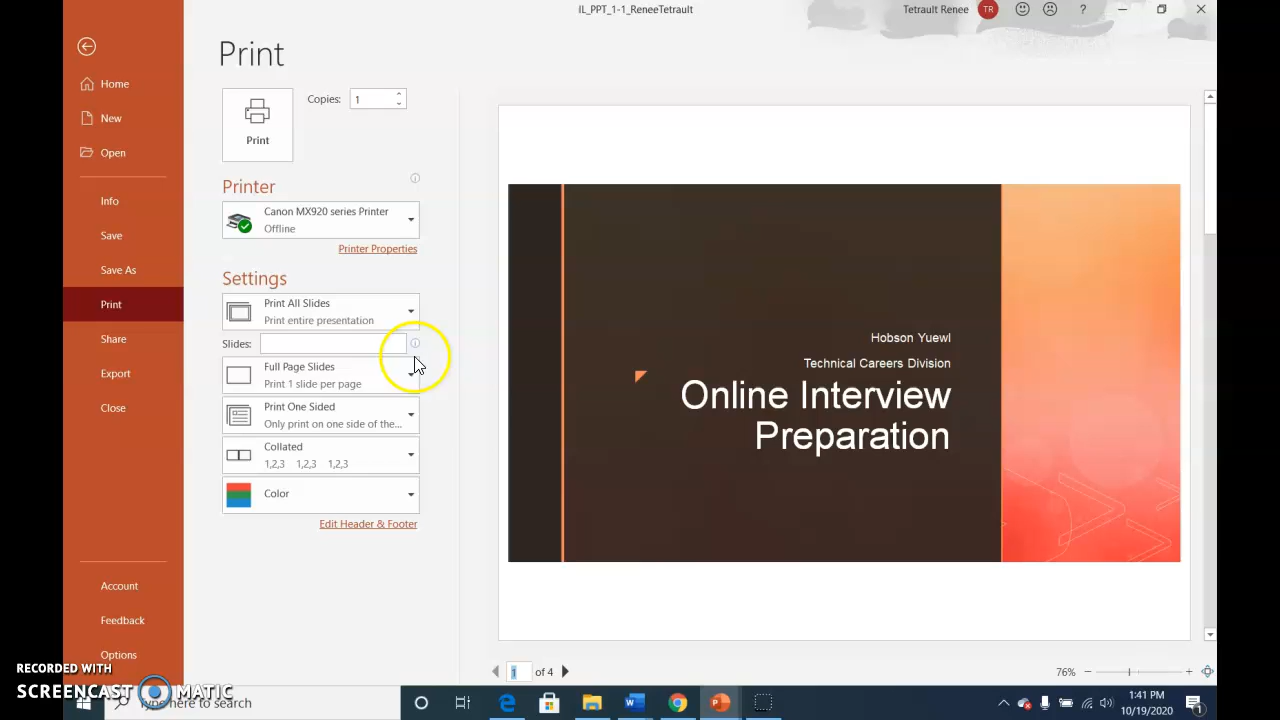 IL_PPT_1-1_ReneeTetrault
Tetrault Renee
TR
?
Print
Home
New
Open
Info
Save
Save As
Print
Share
Export
Close
Account
Feedback
Options
Print
Copies:
1
Printer
Canon MX920 series Printer
Offline
Printer Properties
Settings
Print All Slides
Print entire presentation
Slides:
Full Page Slides
Print 1 slide per page
Print One Sided
Only print on one side of the...
Collated
1,2,3 1,2,3 1,2,3
Color
Edit Header & Footer
Hobson Yuewl
Technical Careers Division
Online Interview
Preparation
1 of 4
76%
RECORDED WITH
SCREENCAST MATIC
Type here to search
1:41 PM
10/19/2020
1